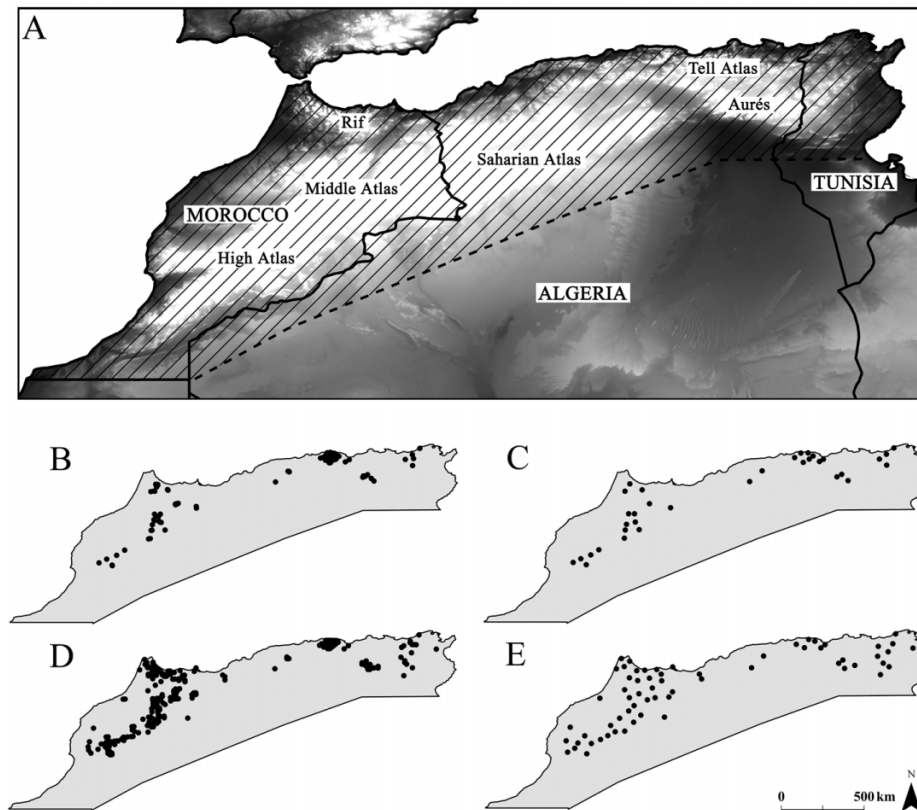 A
Tell Atlas
Aurés
Rif
Saharian Atlas
Middle Atlas
TUNISIA
MOROCCO
High Atlas
ALGERIA
B
C
D
E
N
0 500 km